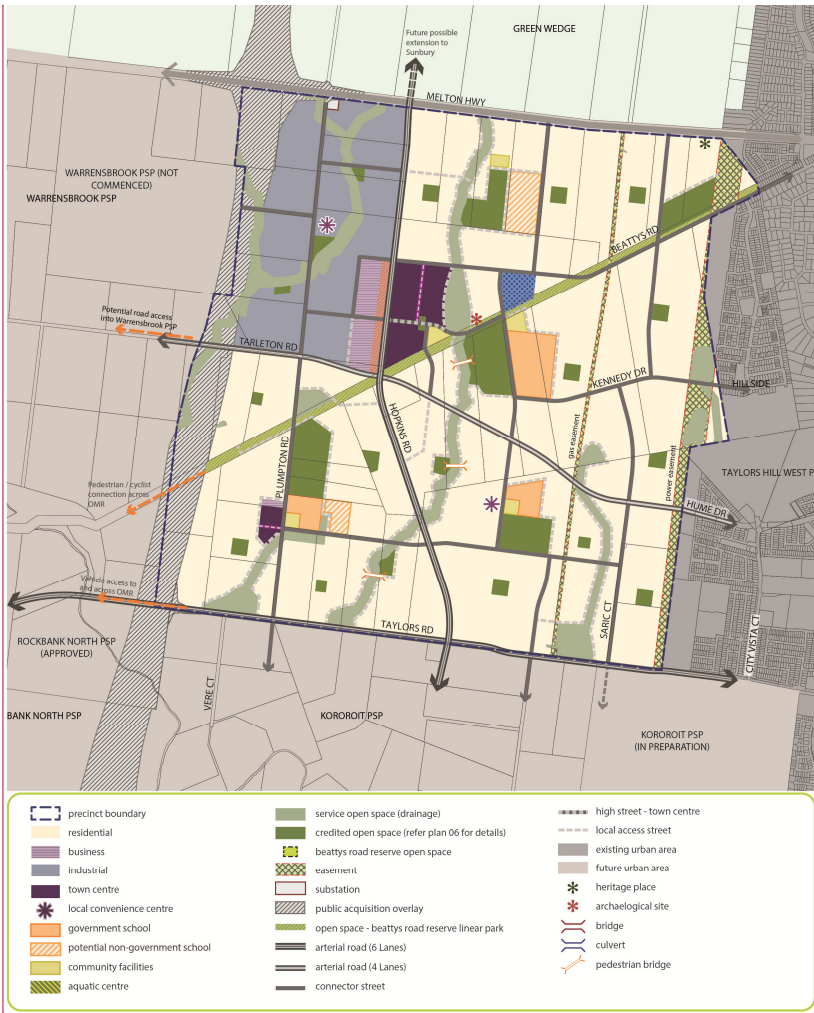 GREEN WEDGE
Future possible
extension to
Sunbury
MELTON HWY
WARRENSBROOK PSP (NOT
COMMENCED)
WARRENSBROOK PSP
BEATTYS RD
Potential road access
into Warrensbrook PSP
TARLETON RD
KENNEDY DR
HILLSIDE
HOPKINS RD
PLUMPTON RD
gas easement
power easement
TAYLORS HILL WEST P
Pedestrian / cyclist
connection across
OMR
HUME DR
Vehicle access to
and across OMR
TAYLORS RD
SARIC CT
CITY VISTA CT
ROCKBANK NORTH PSP
(APPROVED)
VERE CT
BANK NORTH PSP
KOROROIT PSP
KOROROIT PSP
(IN PREPARATION)
precinct boundary
residential
business
industrial
town centre
local convenience centre
government school
potential non-government school
community facilities
aquatic centre
service open space (drainage)
credited open space (refer plan 06 for details)
beattys road reserve open space
easement
substation
public acquisition overlay
open space - beattys road reserve linear park
arterial road (6 Lanes)
arterial road (4 Lanes)
connector street
high street - town centre
local access street
existing urban area
future urban area
heritage place
archaelogical site
bridge
culvert
pedestrian bridge